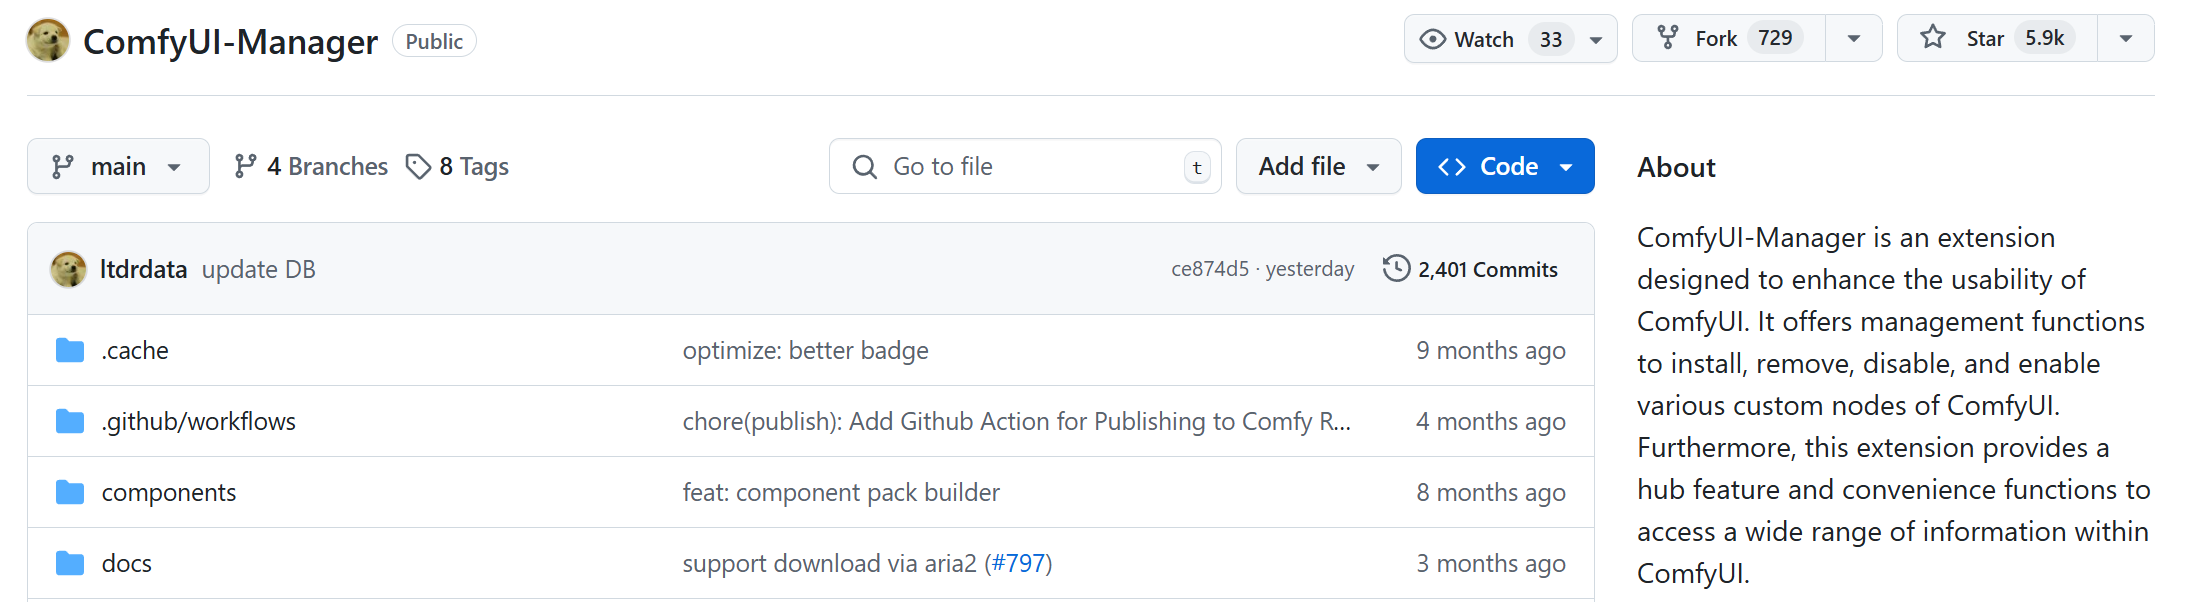 ComfyUI-Manager Public Watch 33 Fork 729 Star 5.9k
main 4 Branches 8 Tags Go to file t Add file Code
ltdrdata update DB ce874d5 · yesterday 2,401 Commits
.cache optimize: better badge 9 months ago
.github/workflows chore(publish): Add Github Action for Publishing to Comfy R... 4 months ago
components feat: component pack builder 8 months ago
docs support download via aria2 (#797) 3 months ago
About
ComfyUI-Manager is an extension
designed to enhance the usability of
ComfyUI. It offers management functions
to install, remove, disable, and enable
various custom nodes of ComfyUI.
Furthermore, this extension provides a
hub feature and convenience functions to
access a wide range of information within
ComfyUI.